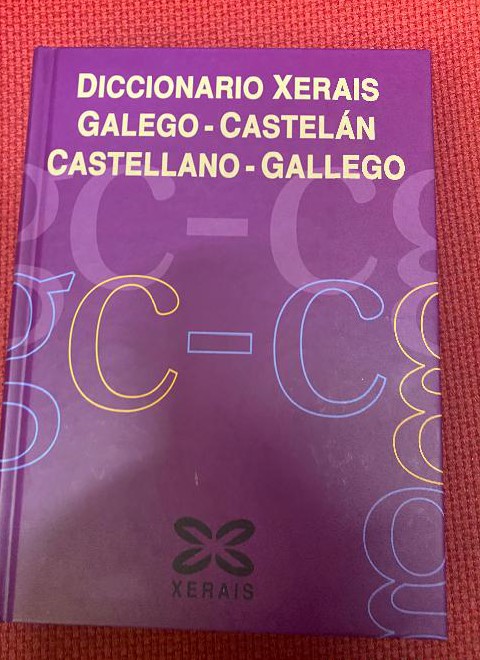 DICCIONARIO XERAIS
GALEGO - CASTELÁN
CASTELLANO - GALLEGO
g c - c g
g c - c g
g g
XERAIS